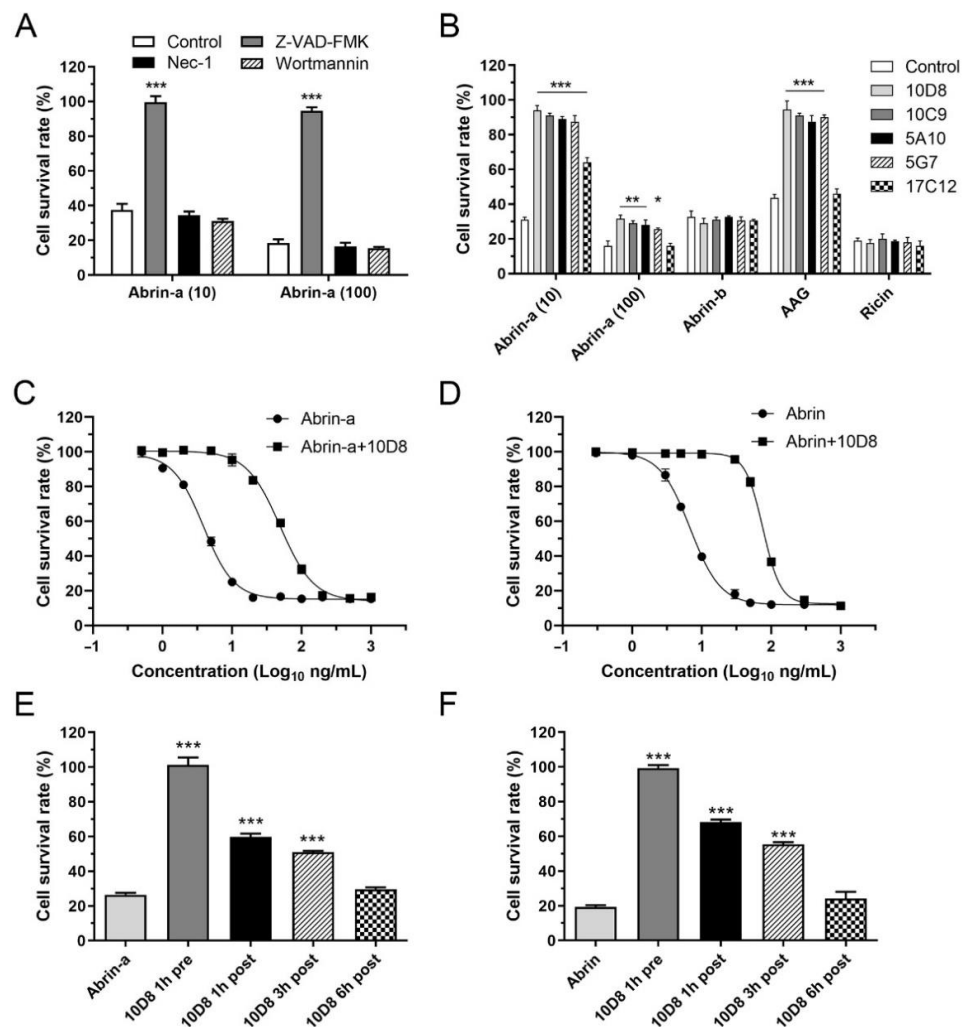 A
Control
Z-VAD-FMK
Nec-1
Wortmannin
Cell survival rate (%)
120
100
80
60
40
20
0
***
***
Abrin-a (10)
Abrin-a (100)
B
Control
10D8
10C9
5A10
5G7
17C12
Cell survival rate (%)
120
100
80
60
40
20
0
***
**
*
***
Abrin-a (10)
Abrin-a (100)
Abrin-b
AAG
Ricin
C
Abrin-a
Abrin-a+10D8
Cell survival rate (%)
120
100
80
60
40
20
0
−1
0
1
2
3
Concentration (Log10 ng/mL)
D
Abrin
Abrin+10D8
Cell survival rate (%)
120
100
80
60
40
20
0
−1
0
1
2
3
Concentration (Log10 ng/mL)
E
Cell survival rate (%)
120
100
80
60
40
20
0
***
***
***
Abrin-a
10D8 1h pre
10D8 1h post
10D8 3h post
10D8 6h post
F
Cell survival rate (%)
120
100
80
60
40
20
0
***
***
***
Abrin
10D8 1h pre
10D8 1h post
10D8 3h post
10D8 6h post